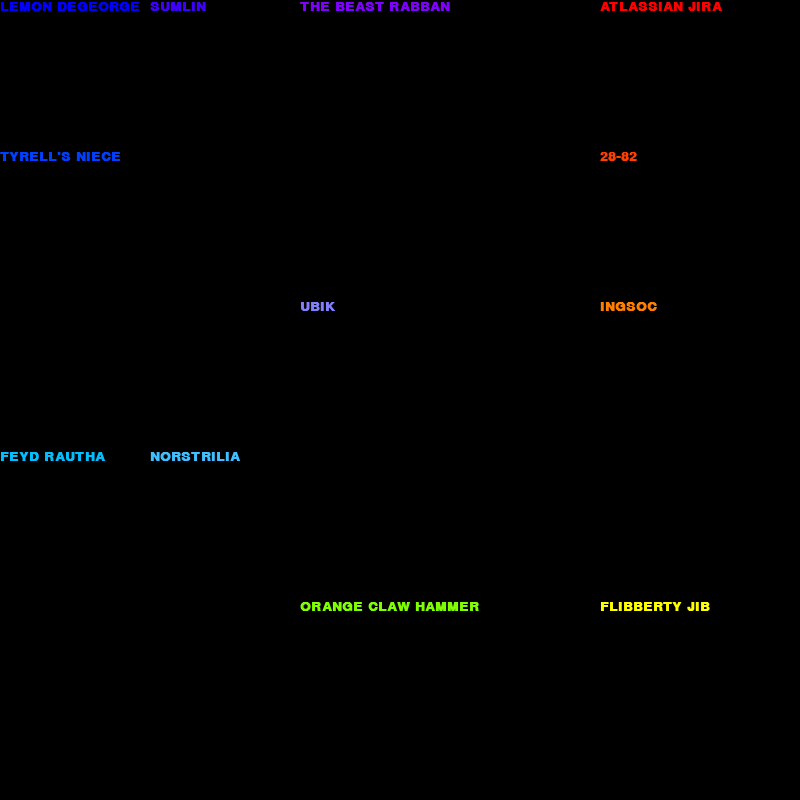 LEMON DEGEORGE SUMLIN THE BEAST RABBAN ATLASSIAN JIRA
TYRELL'S NIECE 28-82
UBIK INGSOC
FEYD RAUTHA NORSTRILIA
ORANGE CLAW HAMMER FLIBBERTY JIB